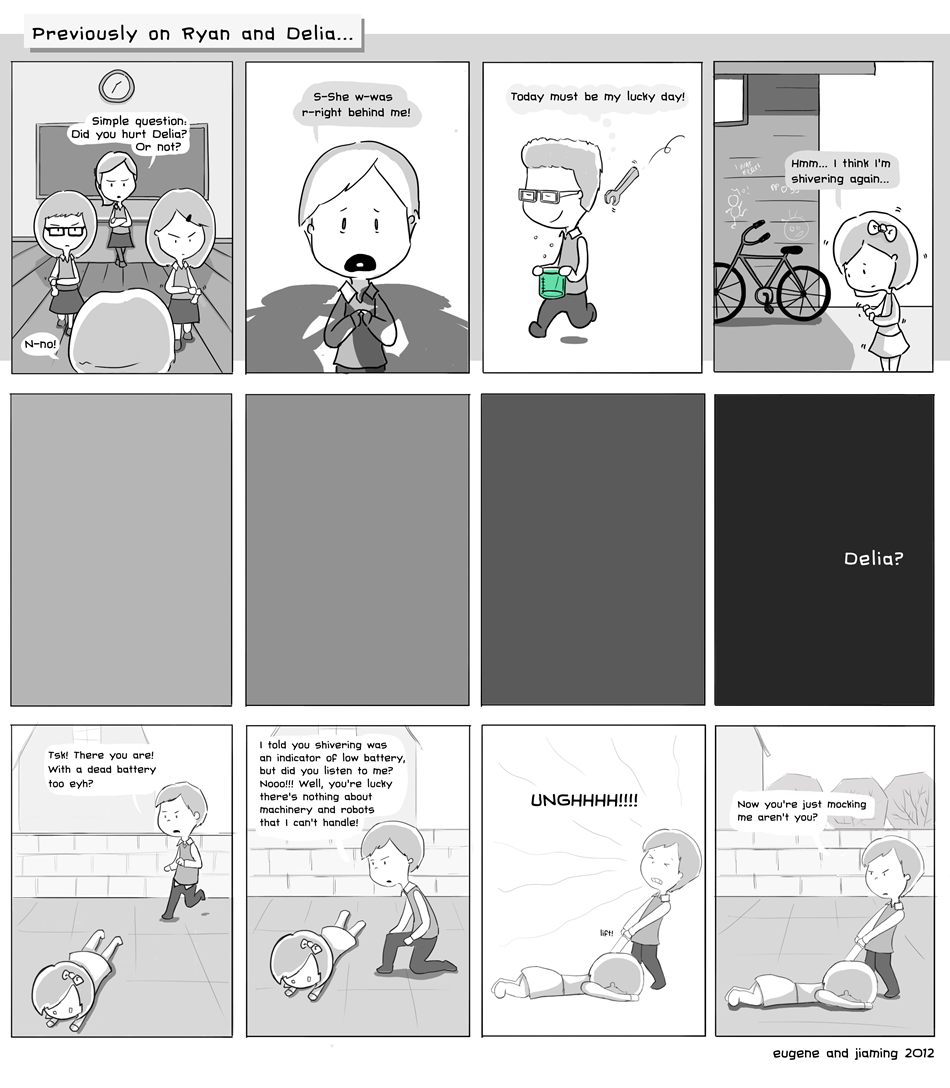 Previously on Ryan and Delia...
Simple question:
Did you hurt Delia?
Or not?
N-no!
S-She w-was
r-right behind me!
Today must be my lucky day!
Hmm... I think I'm
shivering again...
Delia?
Tsk! There you are!
With a dead battery
too eyh?
I told you shivering was
an indicator of low battery,
but did you listen to me?
Nooo!!! Well, you're lucky
there's nothing about
machinery and robots
that I can't handle!
UNGHHHH!!!!
lift!
Now you're just mocking
me aren't you?
eugene and jiaming 2012